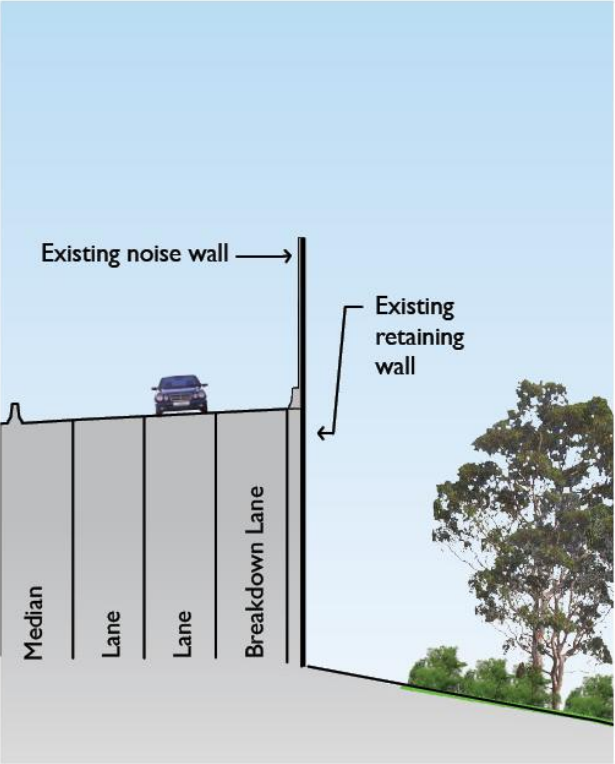 Existing noise wall
Existing
retaining
wall
Median
Lane
Lane
Breakdown Lane